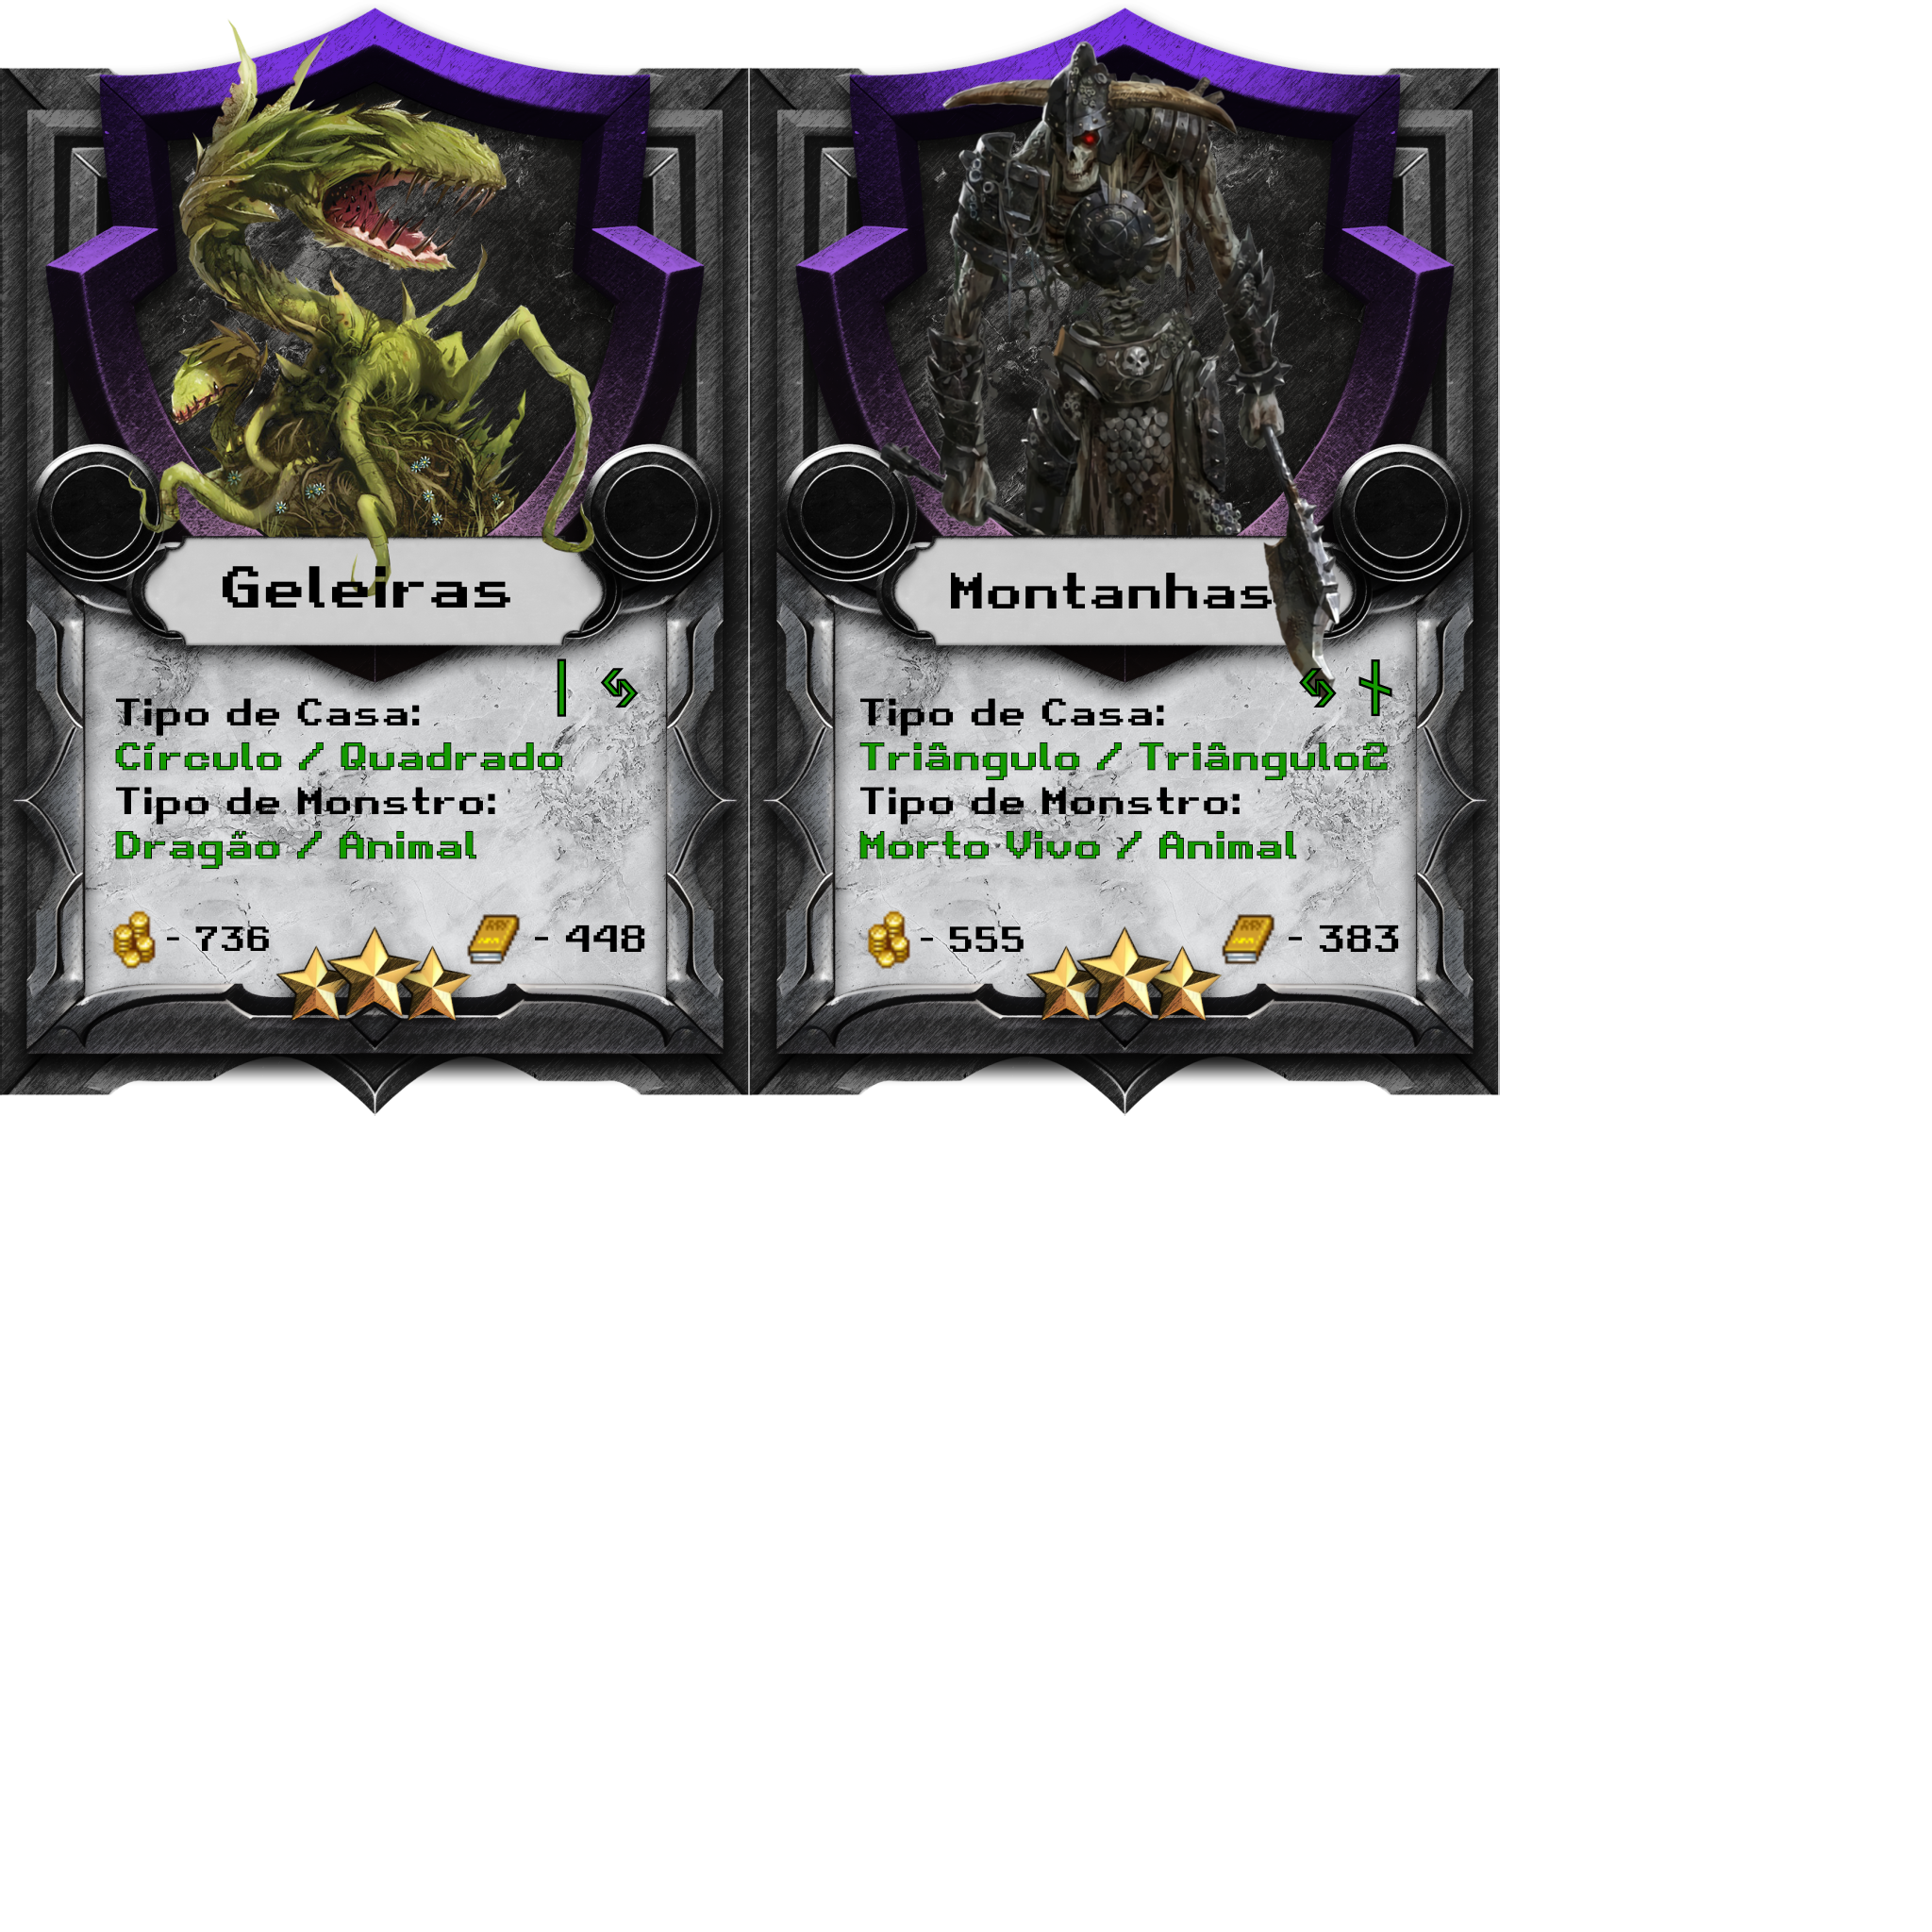 Geleiras
Tipo de Casa:
Círculo / Quadrado
Tipo de Monstro:
Dragão / Animal
- 736
- 448
Montanhas
Tipo de Casa:
Triângulo / Triângulo2
Tipo de Monstro:
Morto Vivo / Animal
- 555
- 383